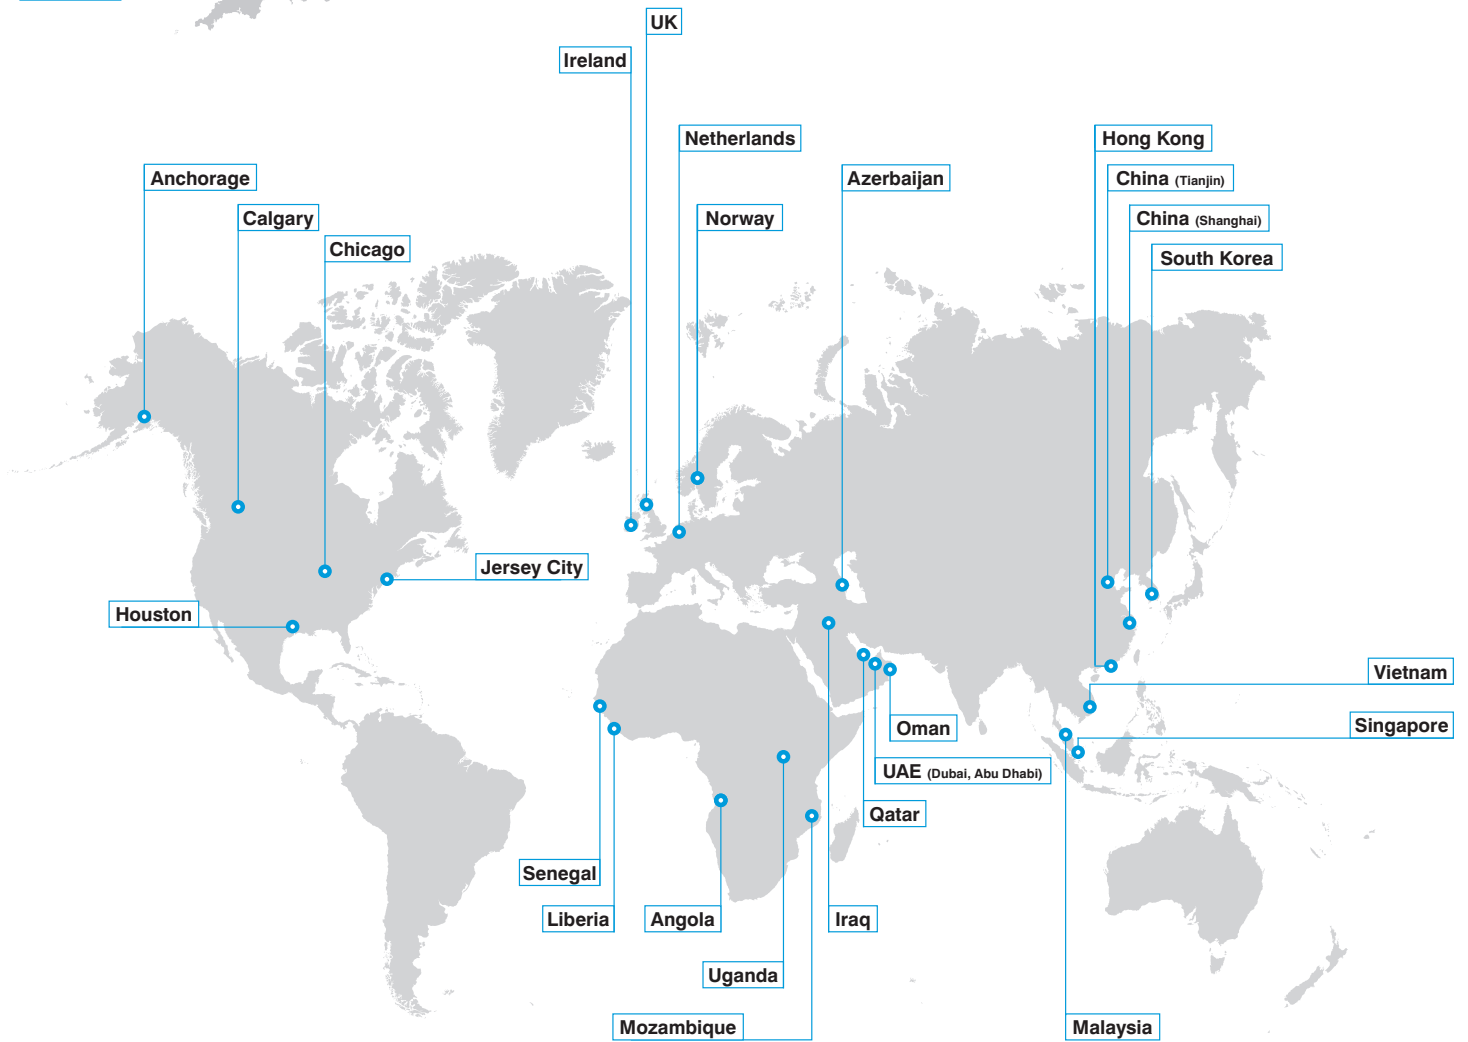 UK
Ireland
Netherlands
Hong Kong
Anchorage
Azerbaijan
China (Tianjin)
Calgary
Norway
China (Shanghai)
Chicago
South Korea
Jersey City
Houston
Vietnam
Oman
Singapore
UAE (Dubai, Abu Dhabi)
Qatar
Senegal
Liberia
Angola
Iraq
Uganda
Mozambique
Malaysia